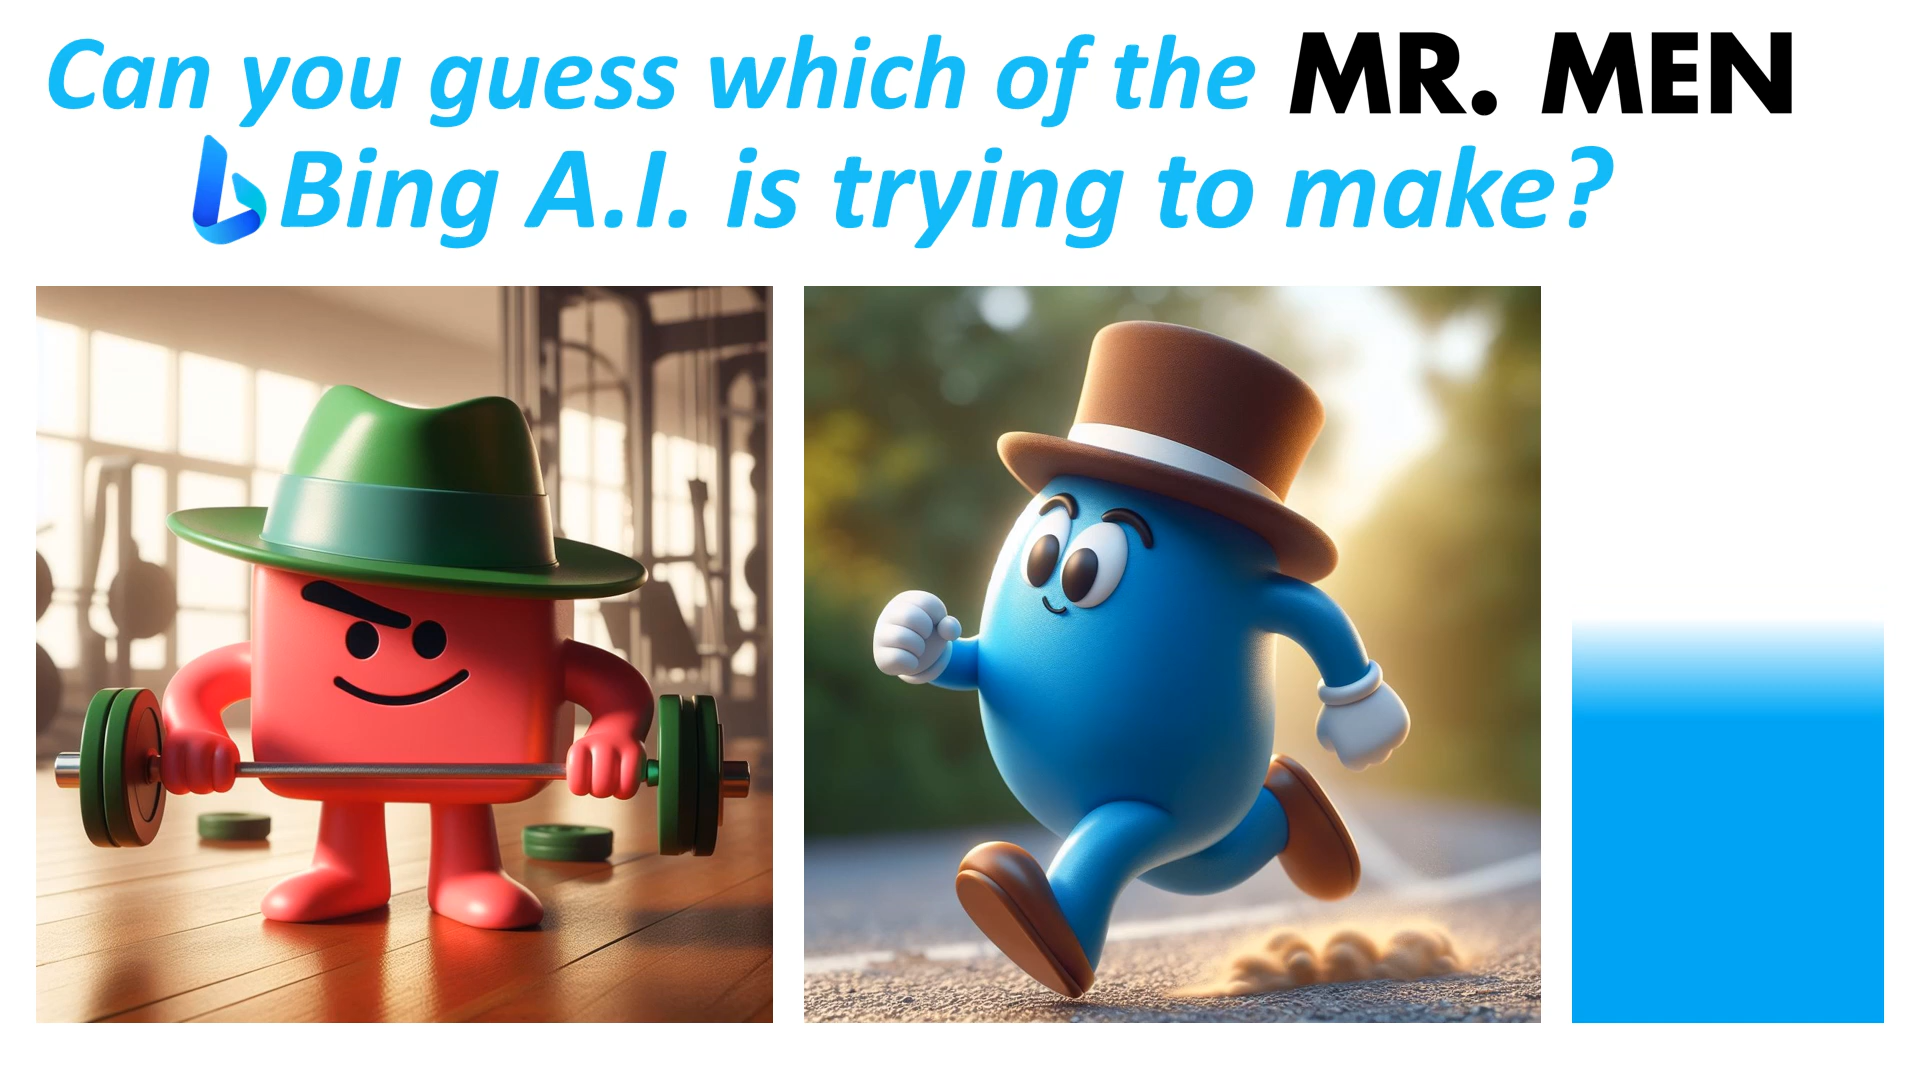 Can you guess which of the MR. MEN
Bing A.I. is trying to make?